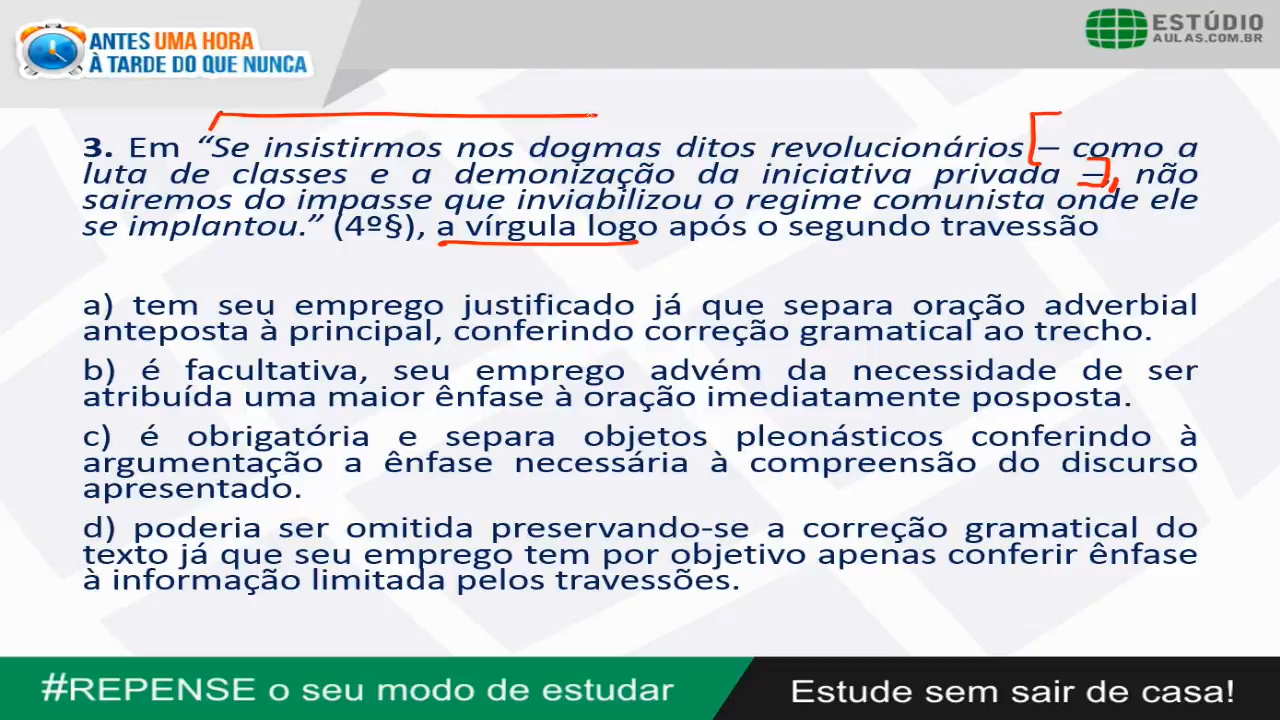 ANTES UMA HORA
À TARDE DO QUE NUNCA
ESTÚDIO
AULAS.COM.BR
3. Em “Se insistirmos nos dogmas ditos revolucionários – como a
luta de classes e a demonização da iniciativa privada –, não
sairemos do impasse que inviabilizou o regime comunista onde ele
se implantou.” (4º§), a vírgula logo após o segundo travessão
a) tem seu emprego justificado já que separa oração adverbial
anteposta à principal, conferindo correção gramatical ao trecho.
b) é facultativa, seu emprego advém da necessidade de ser
atribuída uma maior ênfase à oração imediatamente posposta.
c) é obrigatória e separa objetos pleonásticos conferindo à
argumentação a ênfase necessária à compreensão do discurso
apresentado.
d) poderia ser omitida preservando-se a correção gramatical do
texto já que seu emprego tem por objetivo apenas conferir ênfase
à informação limitada pelos travessões.
#REPENSE o seu modo de estudar
Estude sem sair de casa!